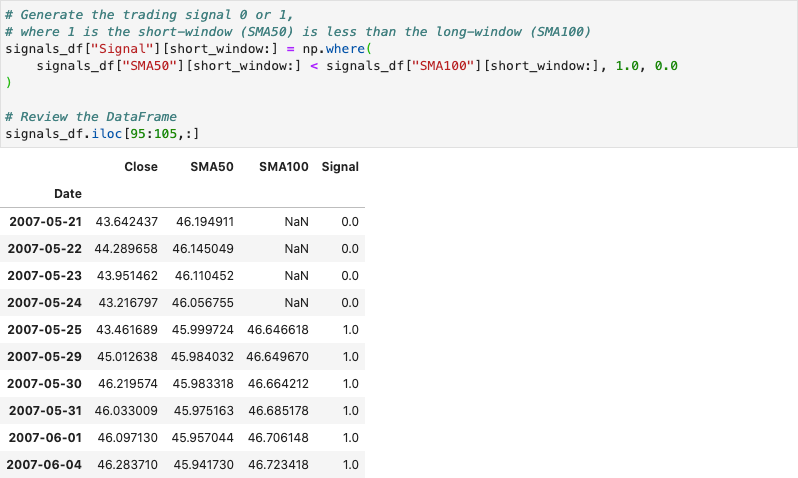 # Generate the trading signal 0 or 1,
# where 1 is the short-window (SMA50) is less than the long-window (SMA100)
signals_df["Signal"][short_window:] = np.where(
    signals_df["SMA50"][short_window:] < signals_df["SMA100"][short_window:], 1.0, 0.0
)
# Review the DataFrame
signals_df.iloc[95:105,:]
Close SMA50 SMA100 Signal
Date
2007-05-21 43.642437 46.194911 NaN 0.0
2007-05-22 44.289658 46.145049 NaN 0.0
2007-05-23 43.951462 46.110452 NaN 0.0
2007-05-24 43.216797 46.056755 NaN 0.0
2007-05-25 43.461689 45.999724 46.646618 1.0
2007-05-29 45.012638 45.984032 46.649670 1.0
2007-05-30 46.219574 45.983318 46.664212 1.0
2007-05-31 46.033009 45.975163 46.685178 1.0
2007-06-01 46.097130 45.957044 46.706148 1.0
2007-06-04 46.283710 45.941730 46.723418 1.0